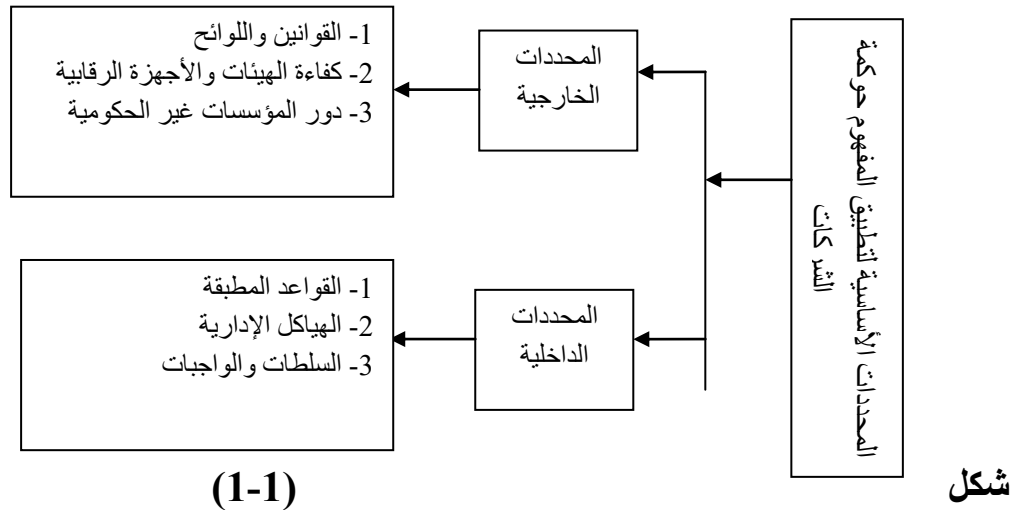 المحددات الأساسية لتطبيق المفهوم حوكمة
الشركات
المحددات
الخارجية
1- القوانين واللوائح
2- كفاءة الهيئات والأجهزة الرقابية
3- دور المؤسسات غير الحكومية
المحددات
الداخلية
1- القواعد المطبقة
2- الهياكل الإدارية
3- السلطات والواجبات
شكل (1-1)